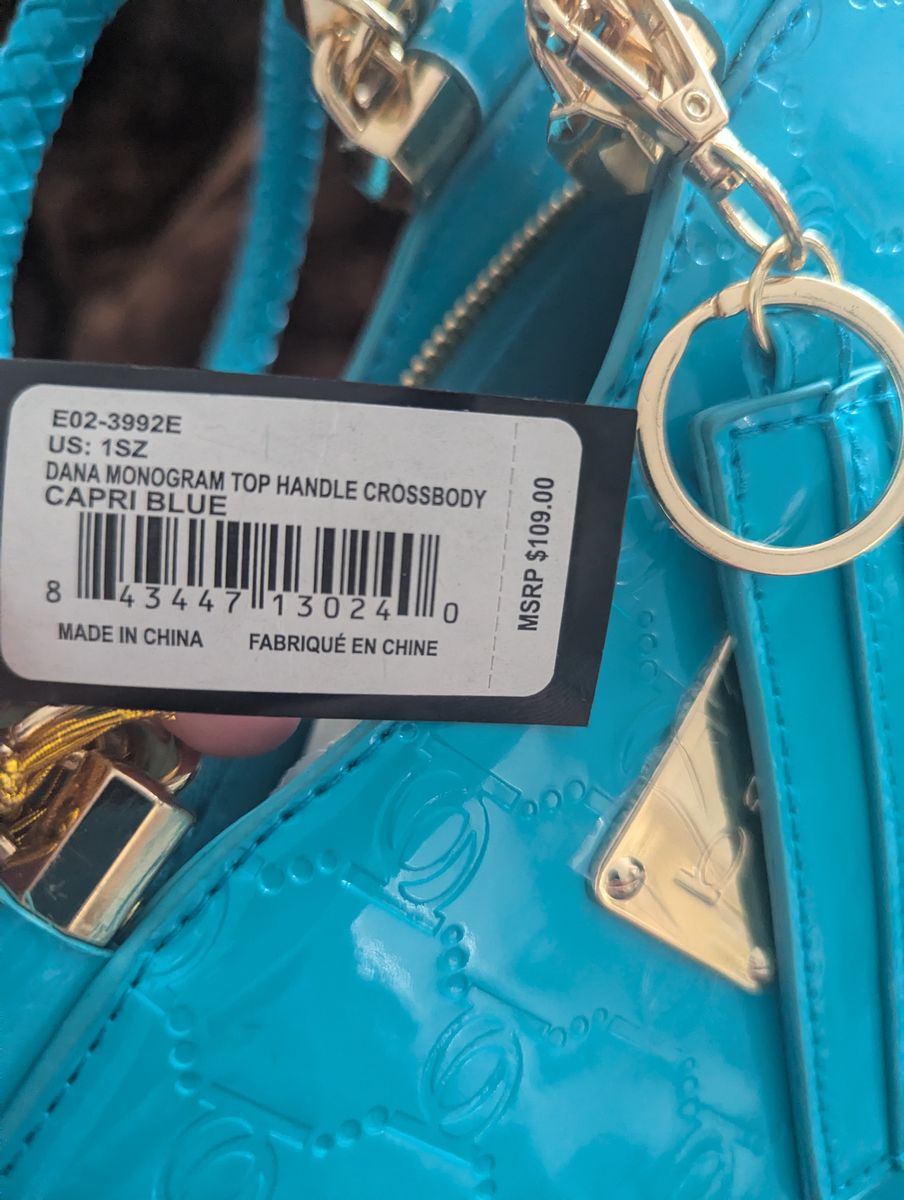 E02-3992E
US: 1SZ
DANA MONOGRAM TOP HANDLE CROSSBODY
CAPRI BLUE
8 43447 13024 0
MADE IN CHINA FABRIQUÉ EN CHINE
MSRP $109.00